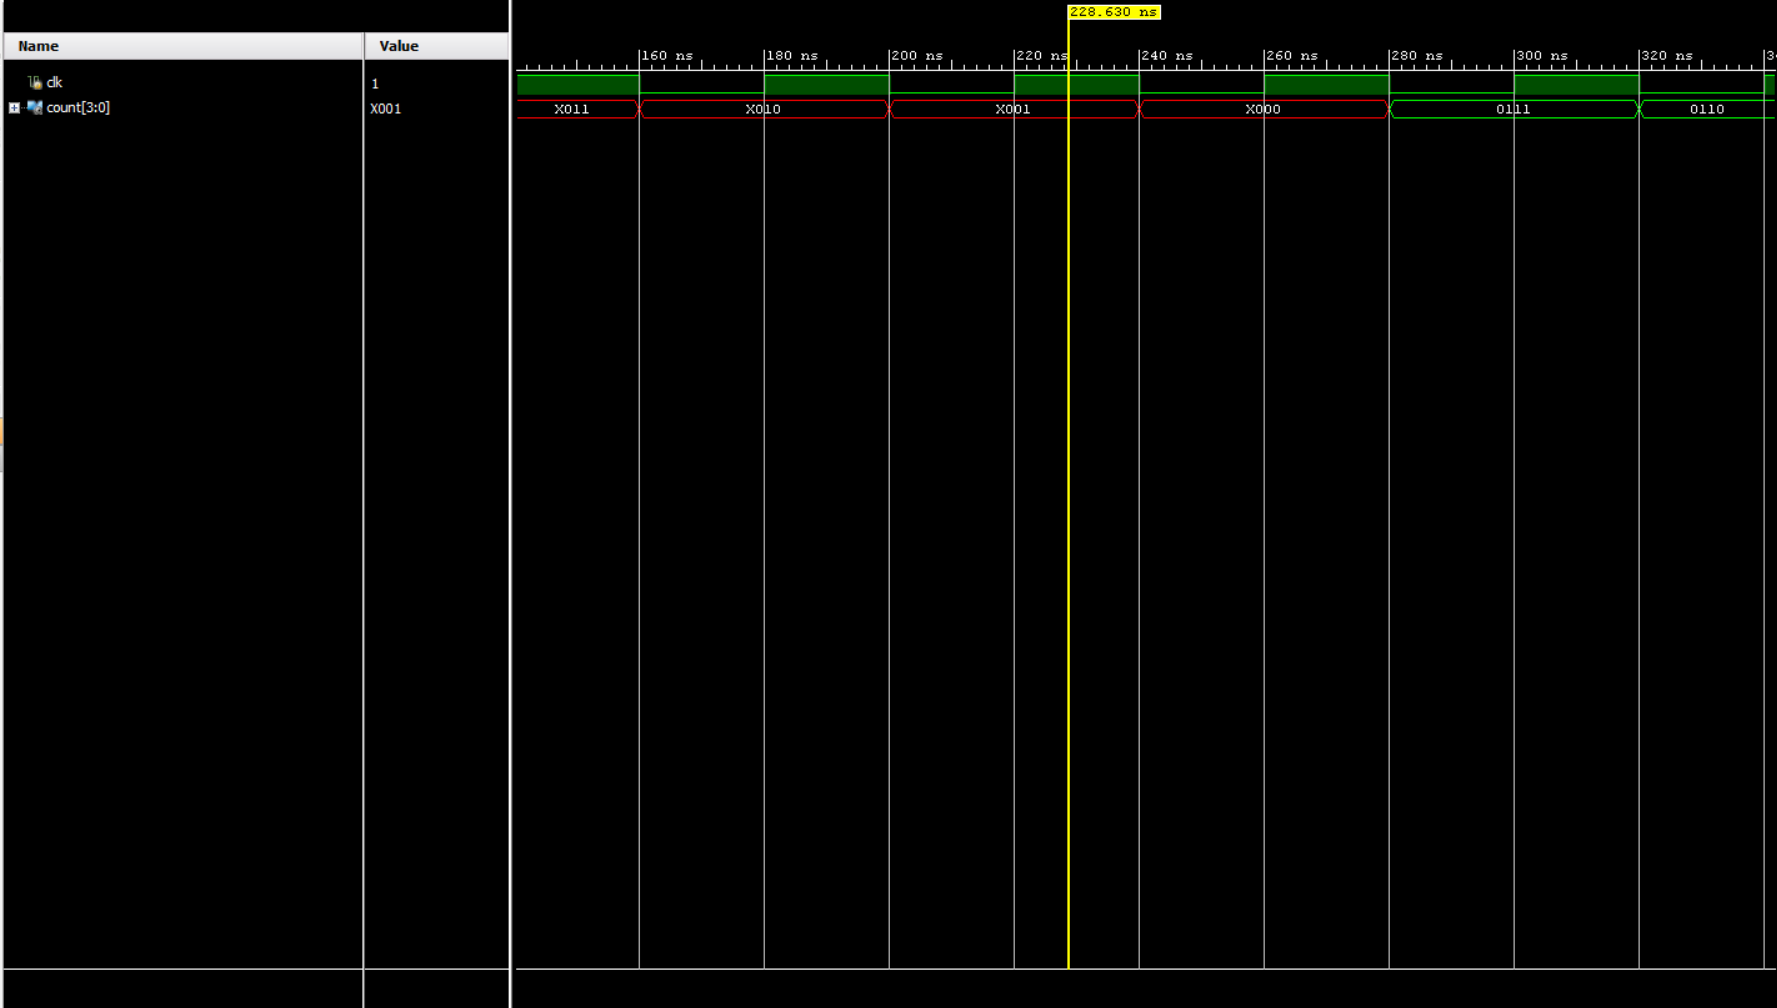 228.630 ns
Name Value
160 ns 180 ns 200 ns 220 ns 240 ns 260 ns 280 ns 300 ns 320 ns
clk 1
count[3:0] X001 X011 X010 X001 X000 0111 0110